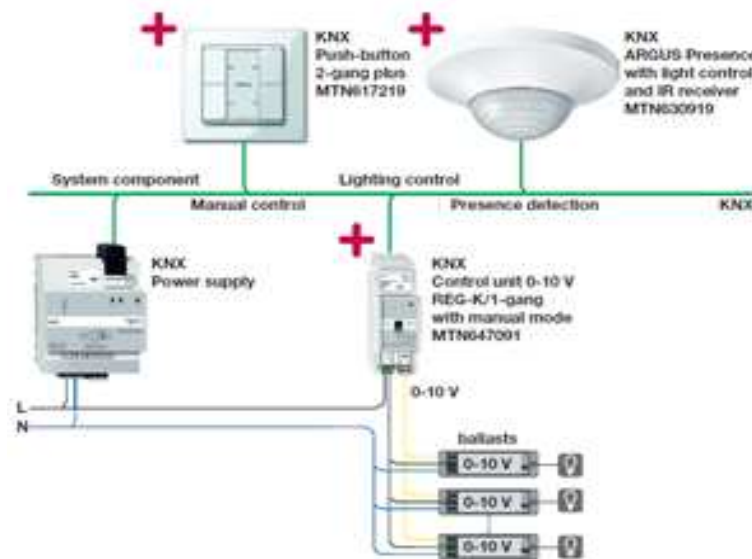 KNX
Push-button
2-gang plus
MTN617219
KNX
ARGUS Presence
with light control
and IR receiver
MTN630919
System component
Lighting control
Manual control
Presence detection
KNX
KNX
Power supply
KNX
Control unit 0-10 V
REG-K/1-gang
with manual mode
MTN647091
0-10 V
L
N
ballasts
0-10 V
0-10 V
0-10 V